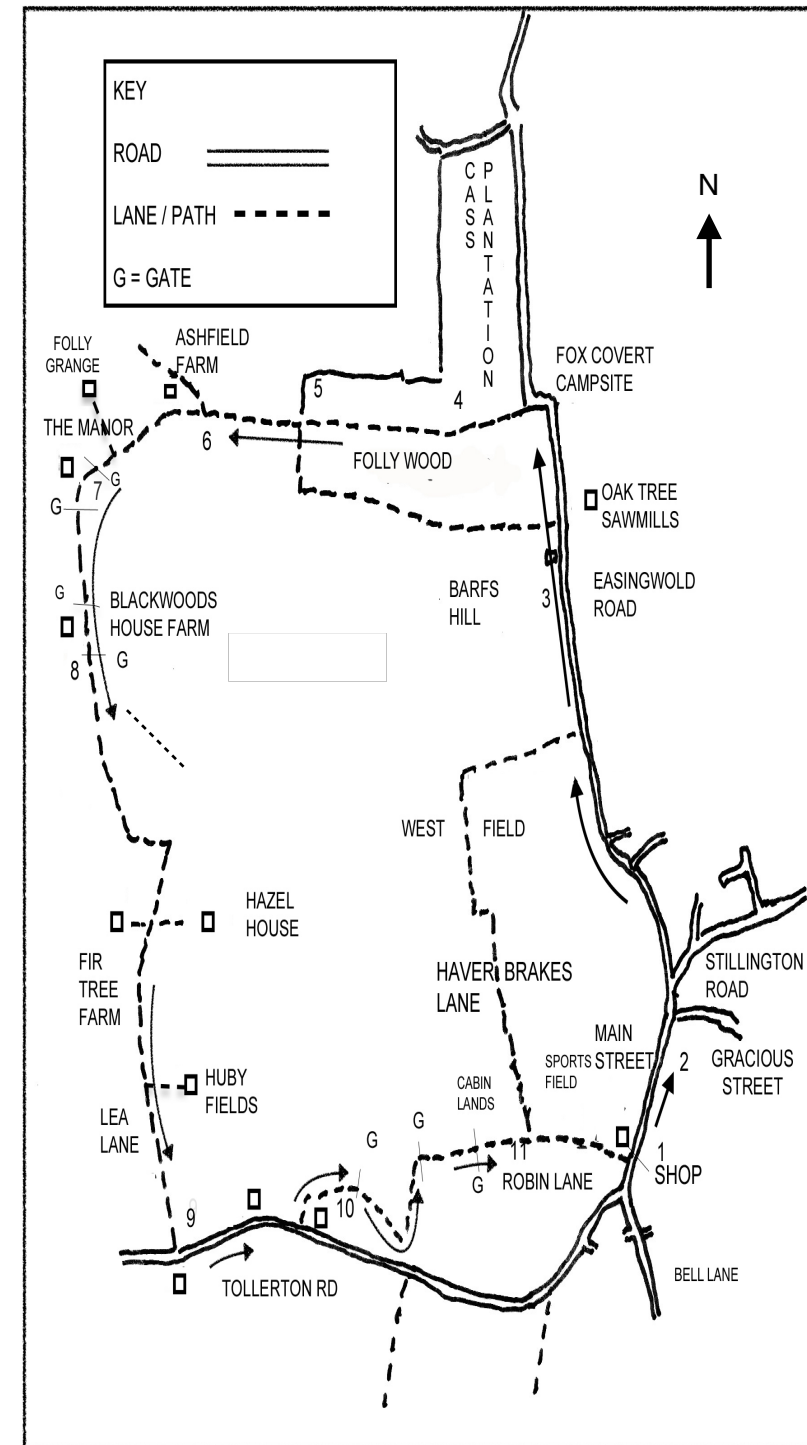 KEY
ROAD
LANE / PATH
G = GATE
N
CASS
PLANTATION
FOLLY
GRANGE
ASHFIELD
FARM
FOX COVERT
CAMPSITE
5
4
THE MANOR
6
FOLLY WOOD
G
7
G
OAK TREE
SAWMILLS
G
BLACKWOODS
HOUSE FARM
BARFS
HILL
3
EASINGWOLD
ROAD
8
G
WEST
FIELD
HAZEL
HOUSE
FIR
TREE
FARM
HAVER BRAKES
LANE
STILLINGTON
ROAD
MAIN
STREET
2
GRACIOUS
STREET
SPORTS
FIELD
HUBY
FIELDS
CABIN
LANDS
LEA
LANE
G
G
11
1
SHOP
G
ROBIN LANE
10
9
TOLLERTON RD
BELL LANE